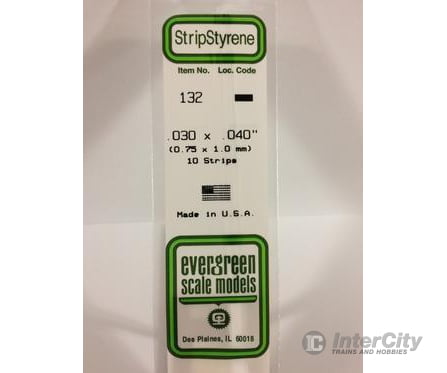 StripStyrene
Item No. Loc. Code
132
.030 x .040"
(0.75 x 1.0 mm)
10 Strips
Made in U.S.A.
evergreen
scale models
Des Plaines, IL 60018
IC InterCity
TRAINS AND HOBBIES